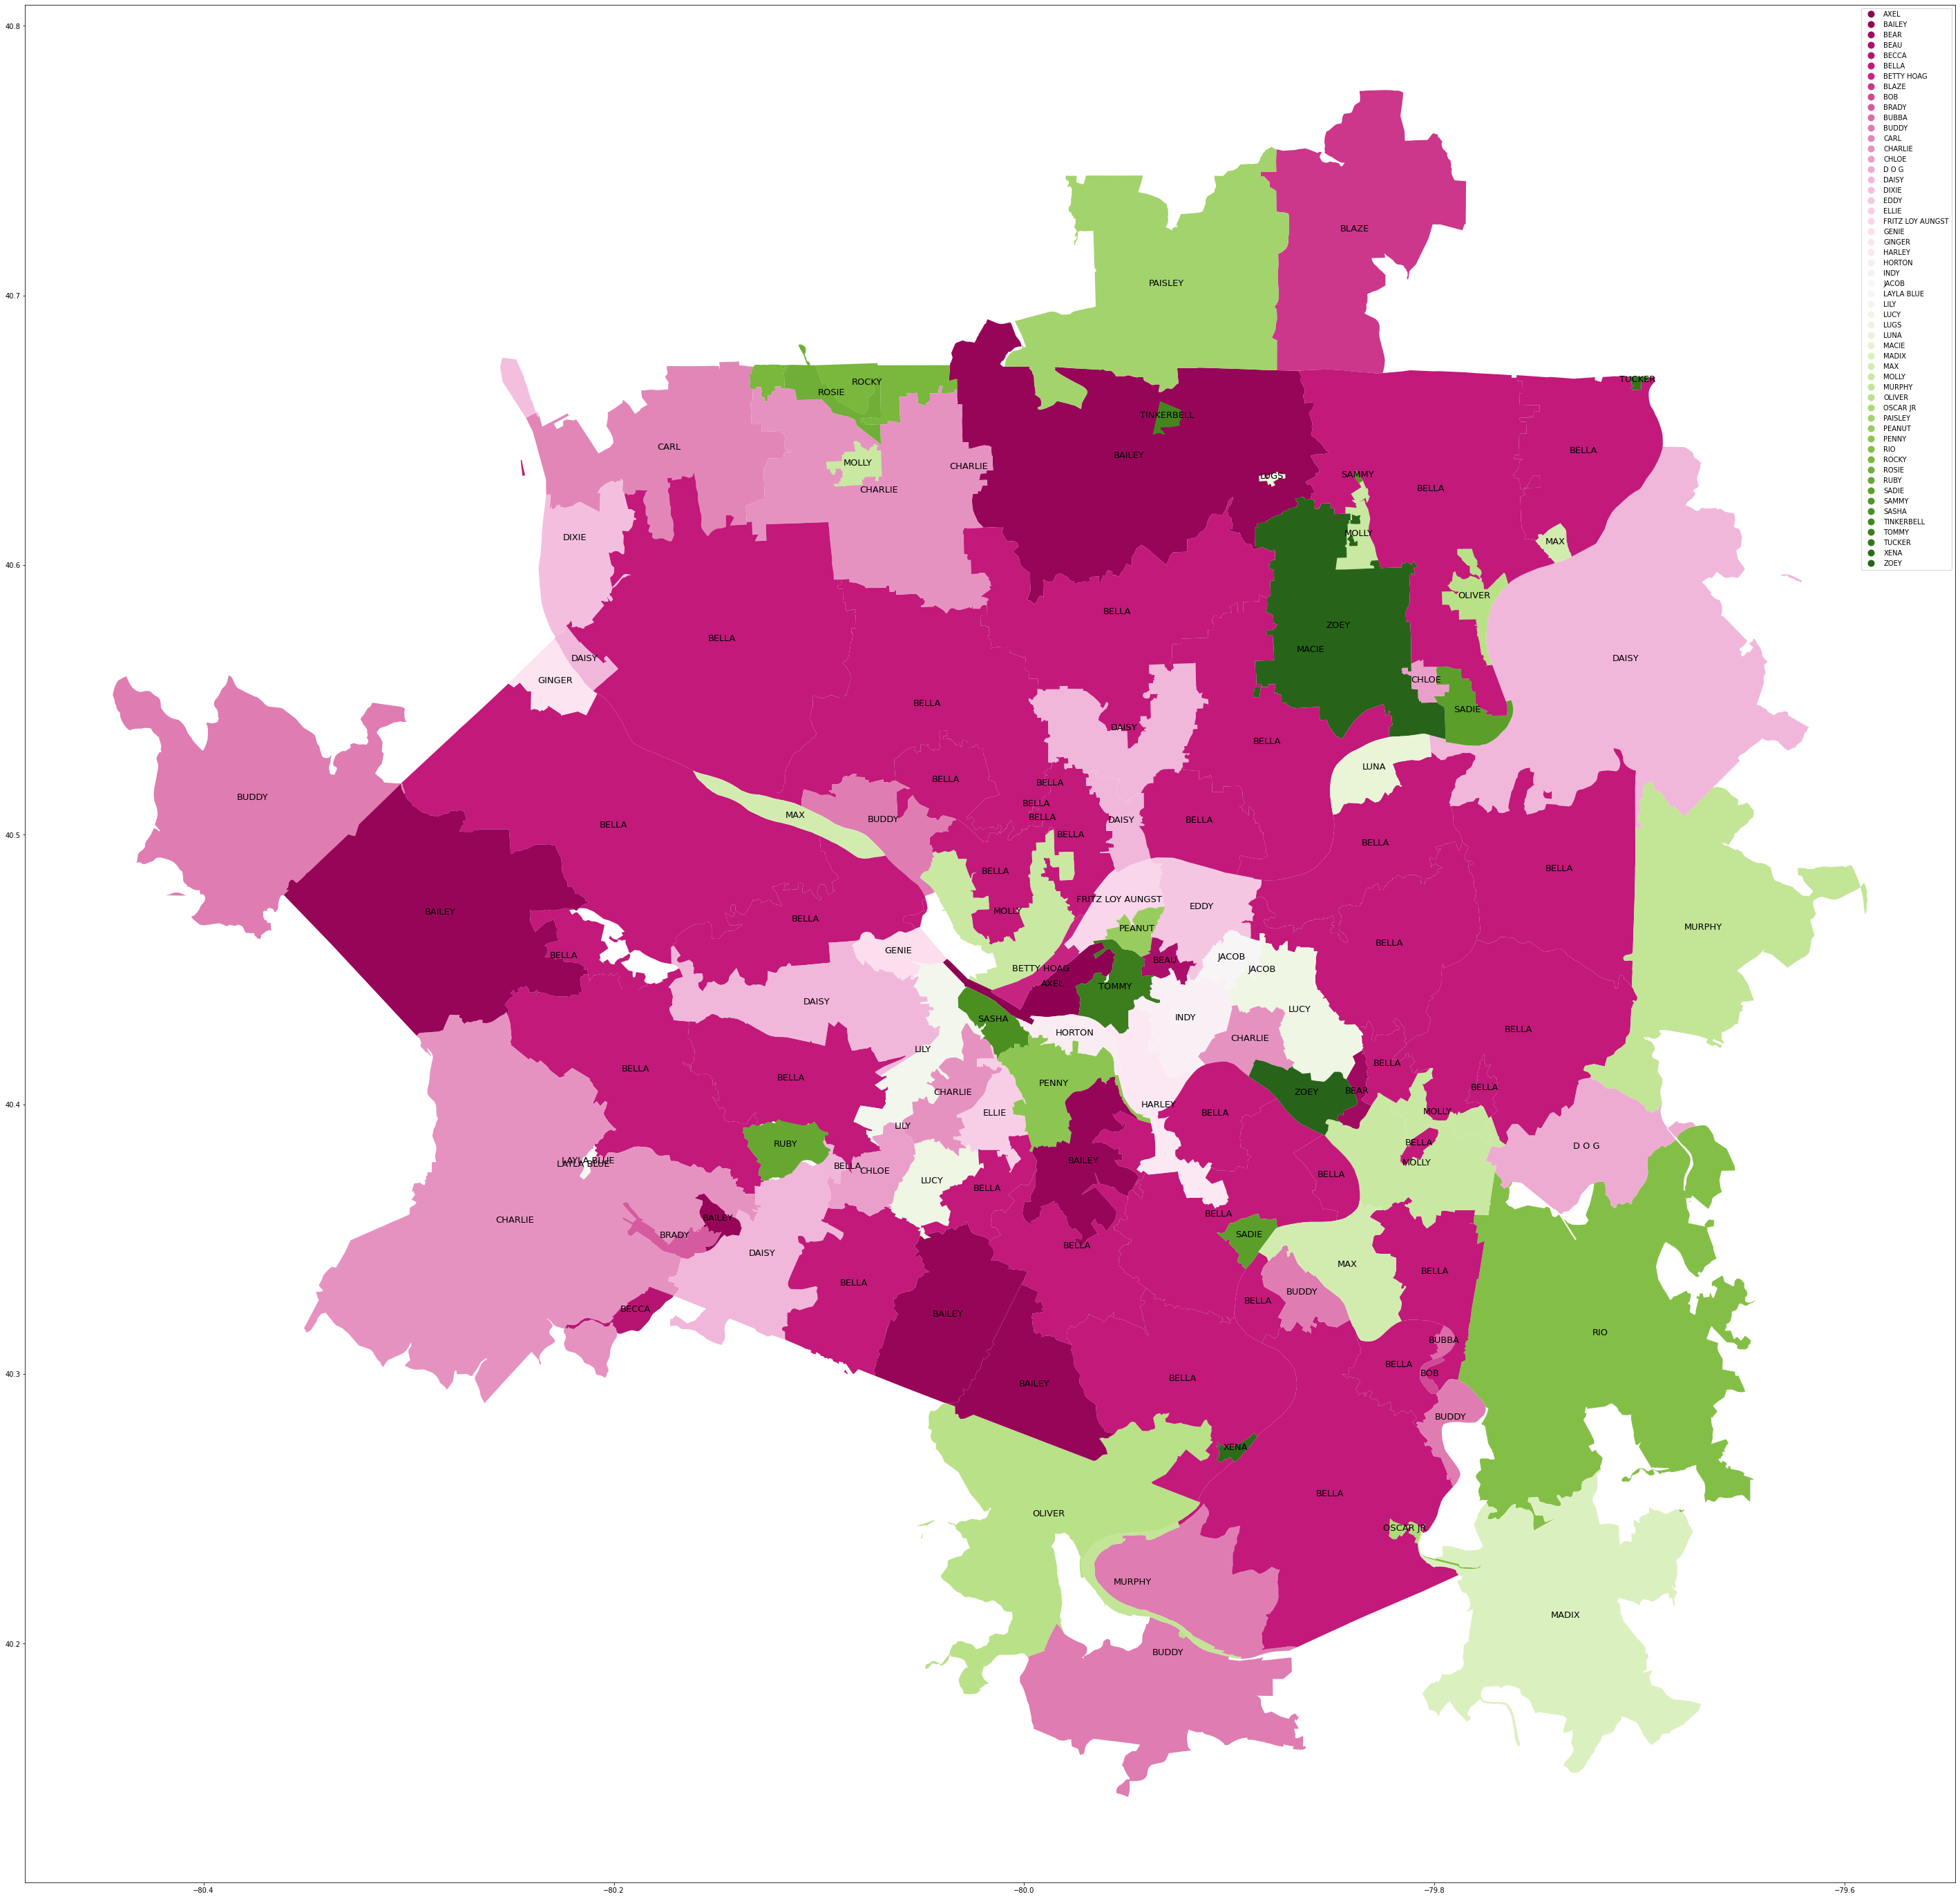 40.8
40.7
40.6
40.5
40.4
40.3
40.2
−80.4
−80.2
−80.0
−79.8
−79.6
AXEL
BAILEY
BEAR
BEAU
BECCA
BELLA
BETTY HOAG
BLAZE
BOB
BRADY
BUBBA
BUDDY
CARL
CHARLIE
CHLOE
D O G
DAISY
DIXIE
EDDY
ELLIE
FRITZ LOY AUNGST
GENIE
GINGER
HARLEY
HORTON
INDY
JACOB
LAYLA BLUE
LILY
LUCY
LUGS
LUNA
MACIE
MADIX
MAX
MOLLY
MURPHY
OLIVER
OSCAR JR
PAISLEY
PEANUT
PENNY
RIO
ROCKY
ROSIE
RUBY
SADIE
SAMMY
SASHA
TINKERBELL
TOMMY
TUCKER
XENA
ZOEY
BLAZE
PAISLEY
TUCKER
ROCKY
ROSIE
TINKERBELL
CARL
BELLA
BAILEY
MOLLY
CHARLIE
SAMMY
LUGS
CHARLIE
BELLA
DIXIE
MOLLY
MAX
OLIVER
BELLA
ZOEY
BELLA
MACIE
DAISY
DAISY
GINGER
CHLOE
SADIE
BELLA
DAISY
BELLA
LUNA
BELLA
BELLA
BUDDY
BELLA
MAX
BELLA
BUDDY
DAISY
BELLA
BELLA
BELLA
BELLA
BELLA
BELLA
FRITZ LOY AUNGST
EDDY
BAILEY
MOLLY
BELLA
PEANUT
MURPHY
BELLA
GENIE
BELLA
JACOB
BEAU
BETTY HOAG
JACOB
AXEL
TOMMY
DAISY
LUCY
SASHA
INDY
BELLA
HORTON
CHARLIE
LILY
BELLA
BELLA
BELLA
PENNY
BELLA
CHARLIE
ZOEY
BEAR
HARLEY
ELLIE
BELLA
MOLLY
LILY
RUBY
BELLA
D O G
LAYLA BLUE
LAYLA BLUE
BAILEY
MOLLY
BELLA
CHLOE
BELLA
LUCY
BELLA
BELLA
BAILEY
CHARLIE
BRADY
SADIE
BELLA
DAISY
MAX
BELLA
BELLA
BUDDY
BELLA
BECCA
BAILEY
BUBBA
RIO
BELLA
BOB
BELLA
BAILEY
BUDDY
XENA
BELLA
OLIVER
OSCAR JR
MURPHY
MADIX
BUDDY